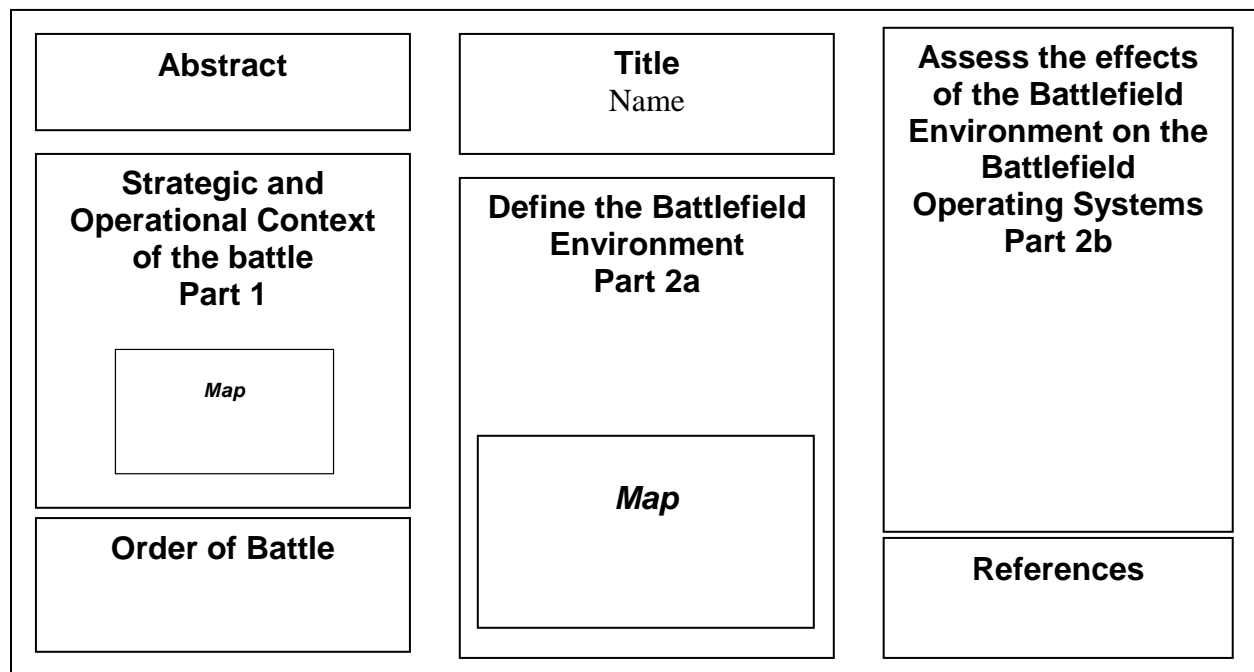 Abstract
Strategic and
Operational Context
of the battle
Part 1
Map
Order of Battle
Title
Name
Define the Battlefield
Environment
Part 2a
Map
Assess the effects
of the Battlefield
Environment on the
Battlefield
Operating Systems
Part 2b
References